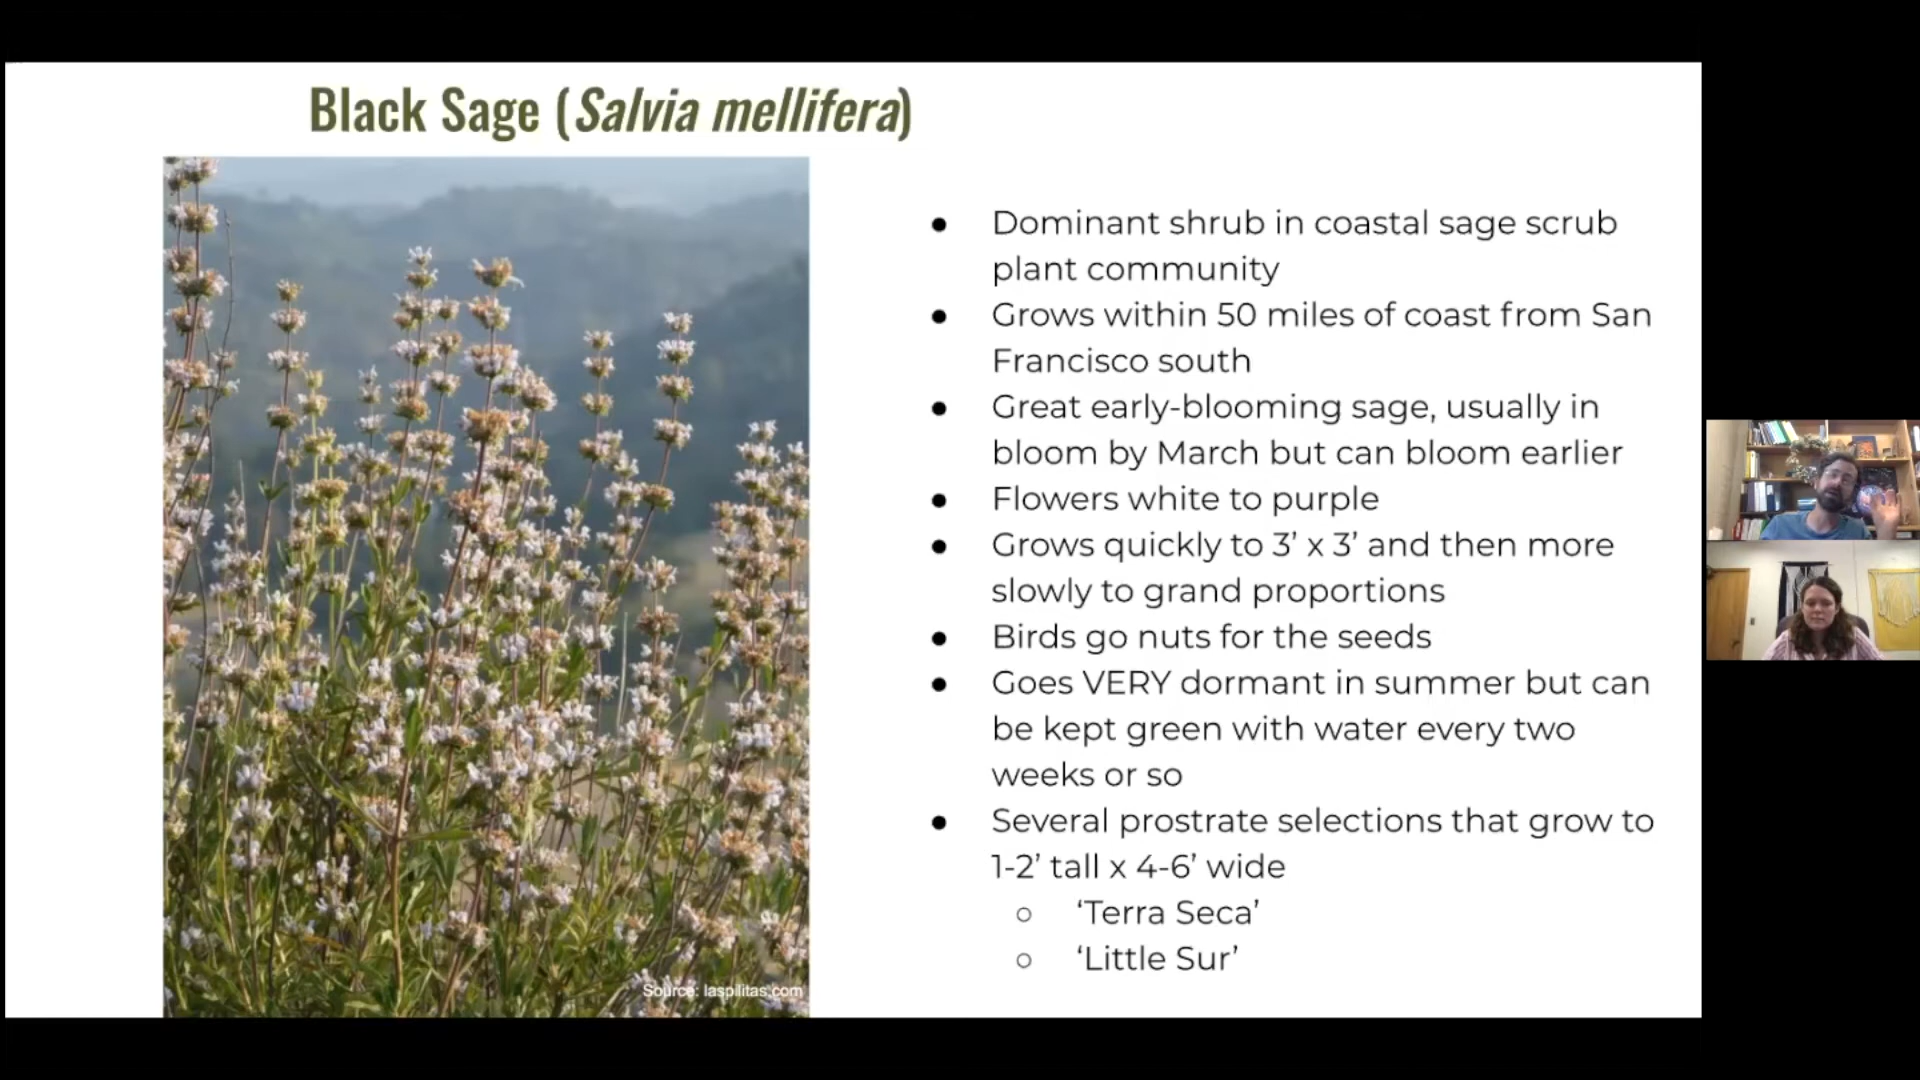 Black Sage (Salvia mellifera)
● Dominant shrub in coastal sage scrub
plant community
● Grows within 50 miles of coast from San
Francisco south
● Great early-blooming sage, usually in
bloom by March but can bloom earlier
● Flowers white to purple
● Grows quickly to 3’ x 3’ and then more
slowly to grand proportions
● Birds go nuts for the seeds
● Goes VERY dormant in summer but can
be kept green with water every two
weeks or so
● Several prostrate selections that grow to
1-2’ tall x 4-6’ wide
○ ‘Terra Seca’
○ ‘Little Sur’
Source: laspilitas.com